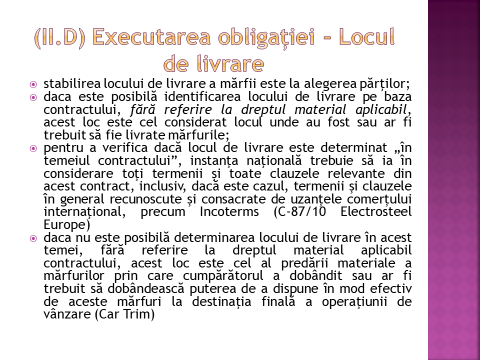 (II.D) Executarea obligaţiei – Locul
de livrare
stabilirea locului de livrare a mărfii este la alegerea părților;
daca este posibilă identificarea locului de livrare pe baza
contractului, fără referire la dreptul material aplicabil,
acest loc este cel considerat locul unde au fost sau ar fi
trebuit să fie livrate mărfurile;
pentru a verifica dacă locul de livrare este determinat „în
temeiul contractului”, instanța națională trebuie să ia în
considerare toți termenii și toate clauzele relevante din
acest contract, inclusiv, dacă este cazul, termenii și clauzele
în general recunoscute și consacrate de uzanțele comerțului
internațional, precum Incoterms (C-87/10 Electrosteel
Europe)
daca nu este posibilă determinarea locului de livrare în acest
temei, fără referire la dreptul material aplicabil
contractului, acest loc este cel al predării materiale a
mărfurilor prin care cumpărătorul a dobândit sau ar fi
trebuit să dobândească puterea de a dispune în mod efectiv
de aceste mărfuri la destinația finală a operațiunii de
vânzare (Car Trim)